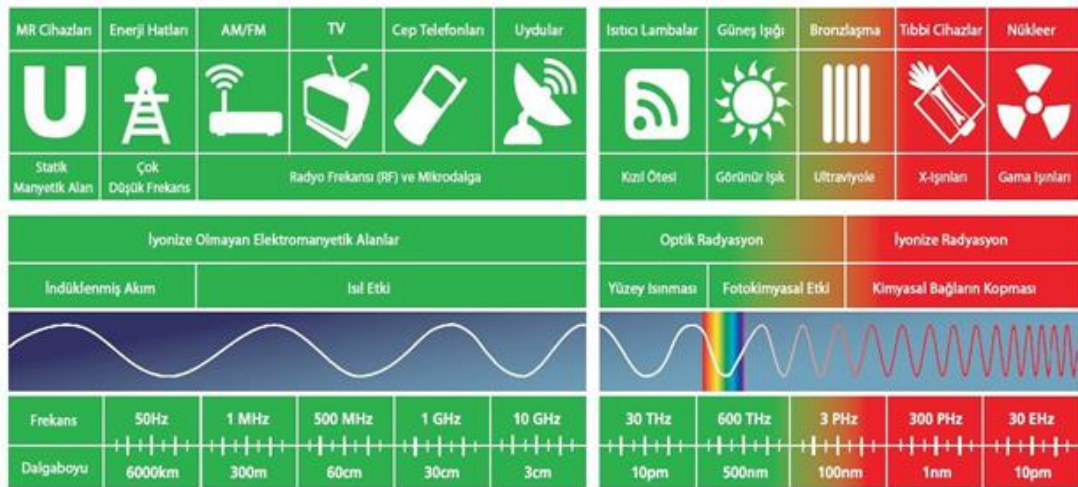 MR Cihazları Enerji Hatları AM/FM TV Cep Telefonları Uydular Isıtıcı Lambalar Güneş Işığı Bronzlaşma Tıbbi Cihazlar Nükleer
Statik
Manyetik Alan
Çok
Düşük Frekans
Radyo Frekansı (RF) ve Mikrodalga
Kızıl Ötesi Görünür Işık Ultraviyole X-Işınları Gama Işınları
İyonize Olmayan Elektromanyetik Alanlar Optik Radyasyon İyonize Radyasyon
İndüklenmiş Akım Isıl Etki Yüzey Isınması Fotokimyasal Etki Kimyasal Bağların Kopması
Frekans 50Hz 1 MHz 500 MHz 1 GHz 10 GHz 30 THz 600 THz 3 PHz 300 PHz 30 EHz
Dalgaboyu 6000km 300m 60cm 30cm 3cm 10pm 500nm 100nm 1nm 10pm